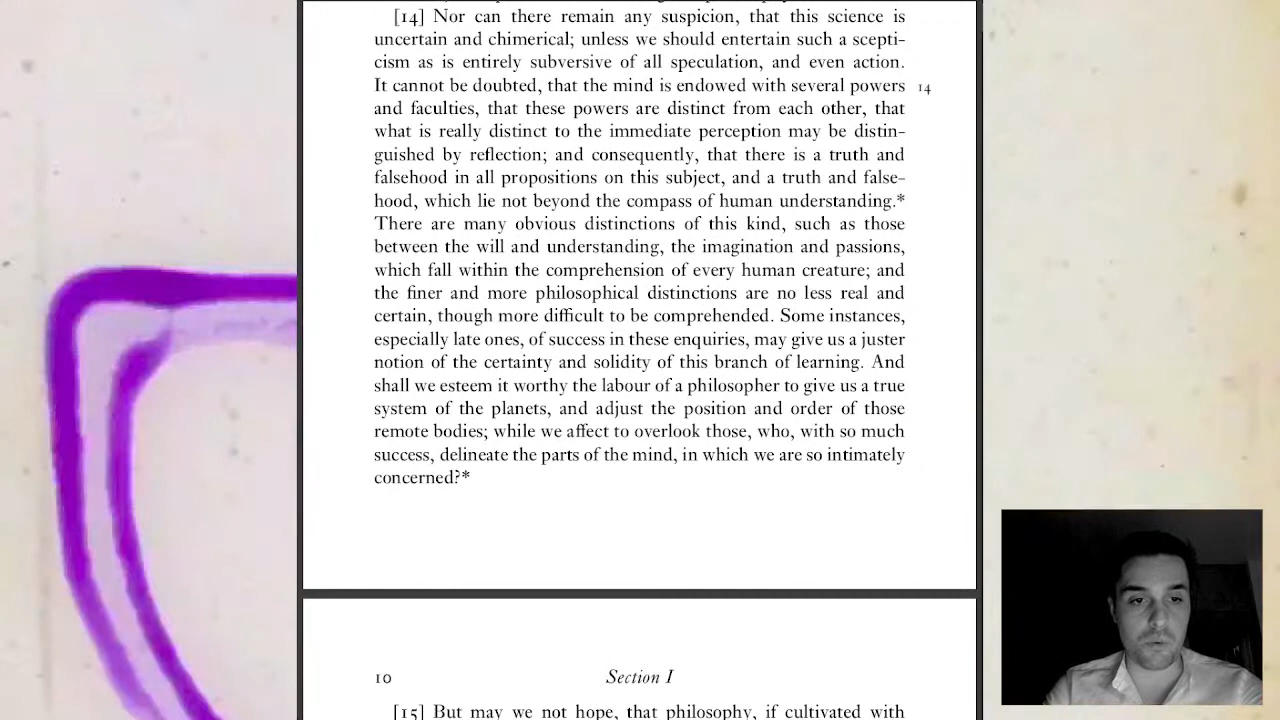 [14] Nor can there remain any suspicion, that this science is
uncertain and chimerical; unless we should entertain such a scepti-
cism as is entirely subversive of all speculation, and even action.
It cannot be doubted, that the mind is endowed with several powers 14
and faculties, that these powers are distinct from each other, that
what is really distinct to the immediate perception may be distin-
guished by reflection; and consequently, that there is a truth and
falsehood in all propositions on this subject, and a truth and false-
hood, which lie not beyond the compass of human understanding.*
There are many obvious distinctions of this kind, such as those
between the will and understanding, the imagination and passions,
which fall within the comprehension of every human creature; and
the finer and more philosophical distinctions are no less real and
certain, though more difficult to be comprehended. Some instances,
especially late ones, of success in these enquiries, may give us a juster
notion of the certainty and solidity of this branch of learning. And
shall we esteem it worthy the labour of a philosopher to give us a true
system of the planets, and adjust the position and order of those
remote bodies; while we affect to overlook those, who, with so much
success, delineate the parts of the mind, in which we are so intimately
concerned?*
10 Section I
[15] But may we not hope, that philosophy, if cultivated with